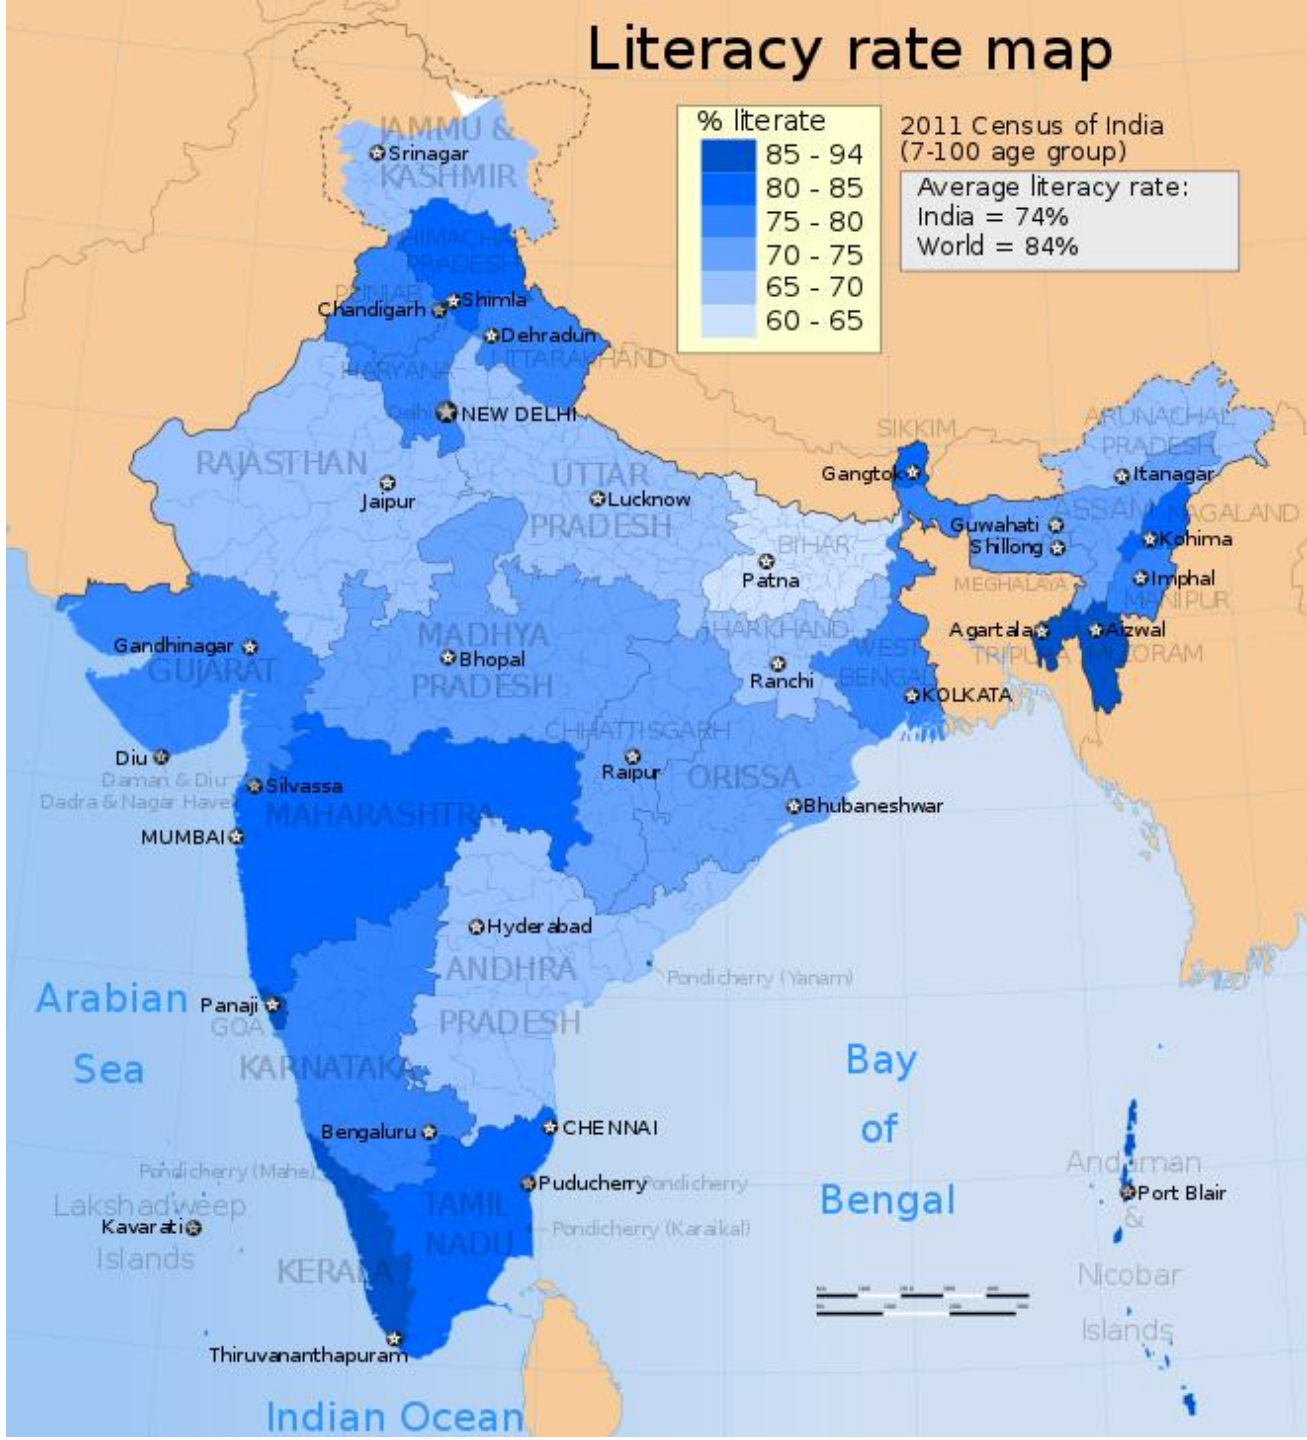 Literacy rate map
% literate
85 - 94
80 - 85
75 - 80
70 - 75
65 - 70
60 - 65
2011 Census of India
(7-100 age group)
Average literacy rate:
India = 74%
World = 84%
JAMMU &
Srinagar
KASHMIR
HIMACHAL
PRADESH
PUNJAB
Shimla
Chandigarh
Dehradun
UTTARAKHAND
HARYANA
Delhi
NEW DELHI
SIKKIM
ARUNACHAL
PRADESH
RAJASTHAN
UTTAR
Gangtok
Itanagar
Jaipur
Lucknow
PRADESH
ASSAM
NAGALAND
Guwahati
Kohima
BIHAR
Shillong
Patna
MEGHALAYA
Imphal
MANIPUR
JHARKHAND
Agartala
Aizwal
MADHYA
Gandhinagar
WEST
TRIPURA
MIZORAM
Bhopal
GUJARAT
PRADESH
Ranchi
BENGAL
KOLKATA
CHHATTISGARH
Diu
Raipur
ORISSA
Daman & Diu
Silvassa
Dadra & Nagar Have
MAHARASHTRA
Bhubaneshwar
MUMBAI
Hyderabad
ANDHRA
Pondicherry (Yanam)
Arabian
Panaji
GOA
PRADESH
Sea
KARNATAKA
Bay
Bengaluru
CHENNAI
of
Pondicherry (Mahe)
Andaman
Puducherry
Pondicherry
Port Blair
Lakshadweep
TAMIL
Bengal
&
Kavarati
Pondicherry (Karaikal)
NADU
Islands
KERALA
Nicobar
Islands
Thiruvananthapuram
Indian Ocean